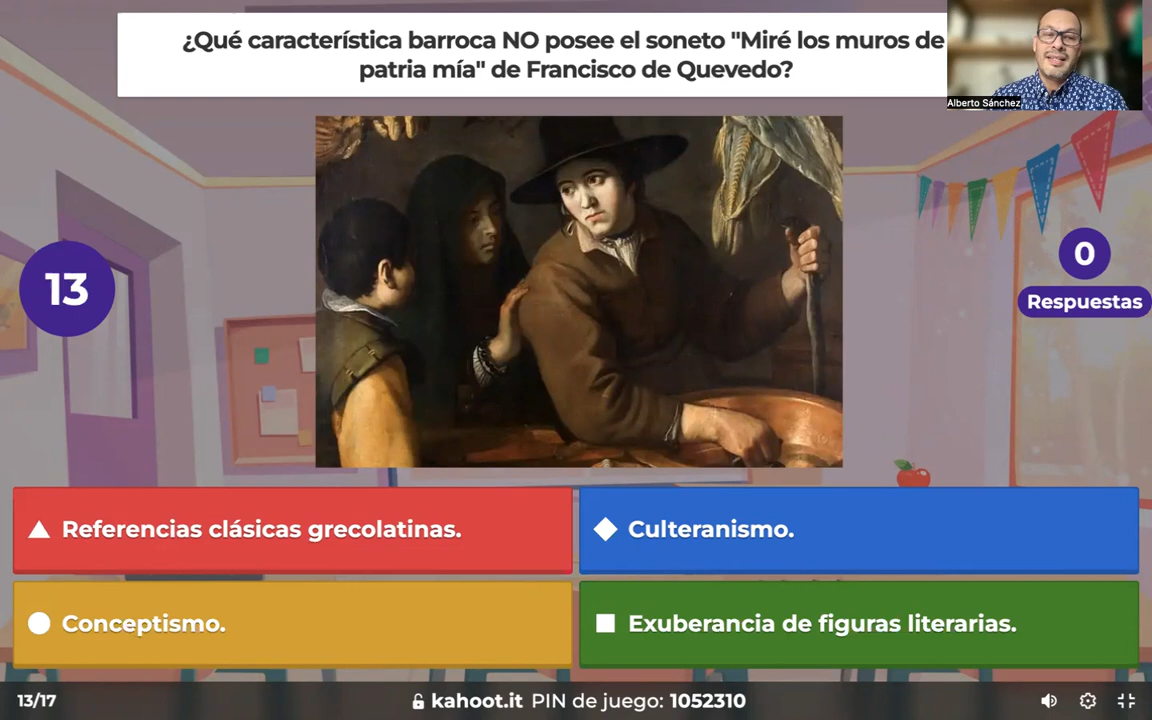 ¿Qué característica barroca NO posee el soneto "Miré los muros de
patria mía" de Francisco de Quevedo?
Alberto Sánchez
13
0
Respuestas
Referencias clásicas grecolatinas.
Culteranismo.
Conceptismo.
Exuberancia de figuras literarias.
13/17
kahoot.it PIN de juego: 1052310